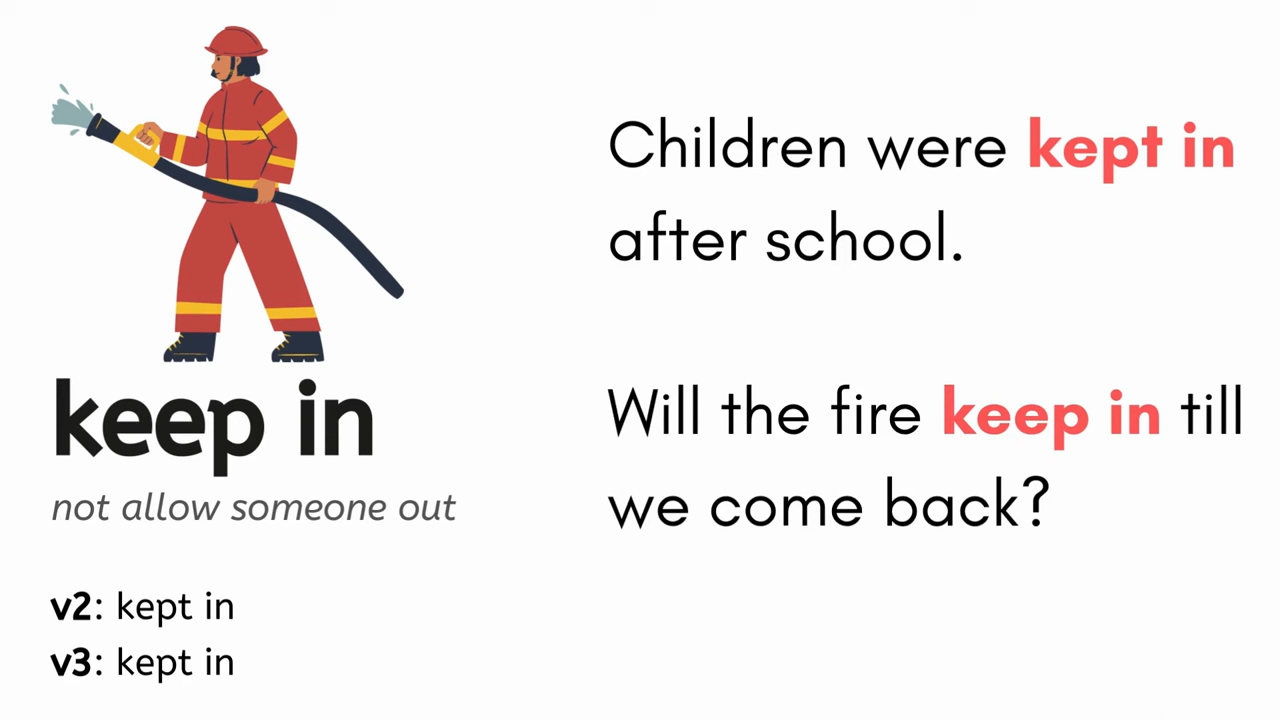 keep in
not allow someone out
v2: kept in
v3: kept in
Children were kept in
after school.
Will the fire keep in till
we come back?